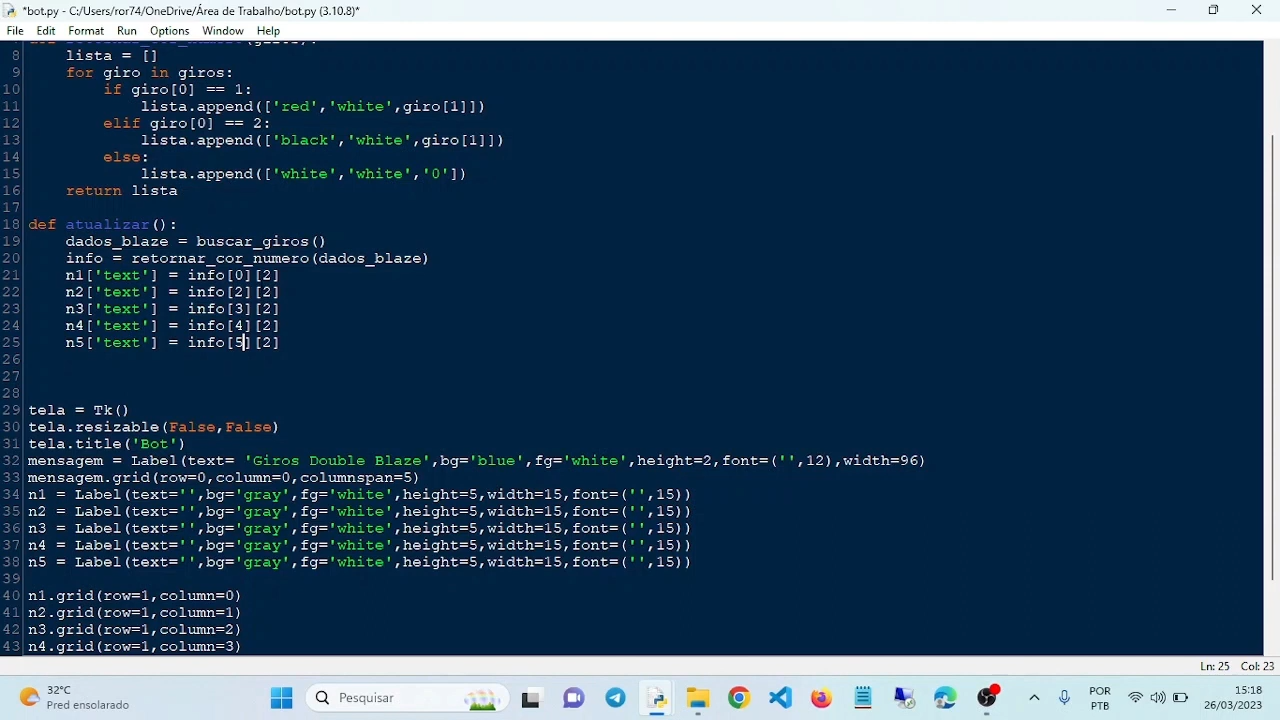 *bot.py - C:/Users/ror74/OneDrive/Área de Trabalho/bot.py (3.10.8)*
File Edit Format Run Options Window Help
8 lista = []
9 for giro in giros:
10 if giro[0] == 1:
11 lista.append(['red','white',giro[1]])
12 elif giro[0] == 2:
13 lista.append(['black','white',giro[1]])
14 else:
15 lista.append(['white','white','0'])
16 return lista
17
18 def atualizar():
19 dados_blaze = buscar_giros()
20 info = retornar_cor_numero(dados_blaze)
21 n1['text'] = info[0][2]
22 n2['text'] = info[2][2]
23 n3['text'] = info[3][2]
24 n4['text'] = info[4][2]
25 n5['text'] = info[5][2]
26
27
28
29 tela = Tk()
30 tela.resizable(False,False)
31 tela.title('Bot')
32 mensagem = Label(text= 'Giros Double Blaze',bg='blue',fg='white',height=2,font=('',12),width=96)
33 mensagem.grid(row=0,column=0,columnspan=5)
34 n1 = Label(text='',bg='gray',fg='white',height=5,width=15,font=('',15))
35 n2 = Label(text='',bg='gray',fg='white',height=5,width=15,font=('',15))
36 n3 = Label(text='',bg='gray',fg='white',height=5,width=15,font=('',15))
37 n4 = Label(text='',bg='gray',fg='white',height=5,width=15,font=('',15))
38 n5 = Label(text='',bg='gray',fg='white',height=5,width=15,font=('',15))
39
40 n1.grid(row=1,column=0)
41 n2.grid(row=1,column=1)
42 n3.grid(row=1,column=2)
43 n4.grid(row=1,column=3)
Ln: 25 Col: 23
32°C
Pred ensolarado
Pesquisar
POR
PTB
15:18
26/03/2023